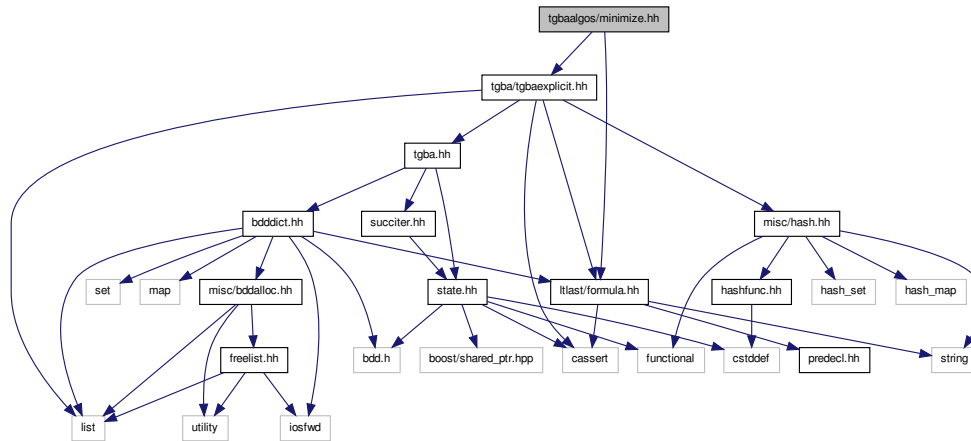 tgbaalgos/minimize.hh
tgba/tgbaexplicit.hh
tgba.hh
bdddict.hh
succiter.hh
misc/hash.hh
set
map
misc/bddalloc.hh
state.hh
ltlast/formula.hh
hashfunc.hh
hash_set
hash_map
freelist.hh
bdd.h
boost/shared_ptr.hpp
cassert
functional
cstddef
predecl.hh
string
list
utility
iosfwd